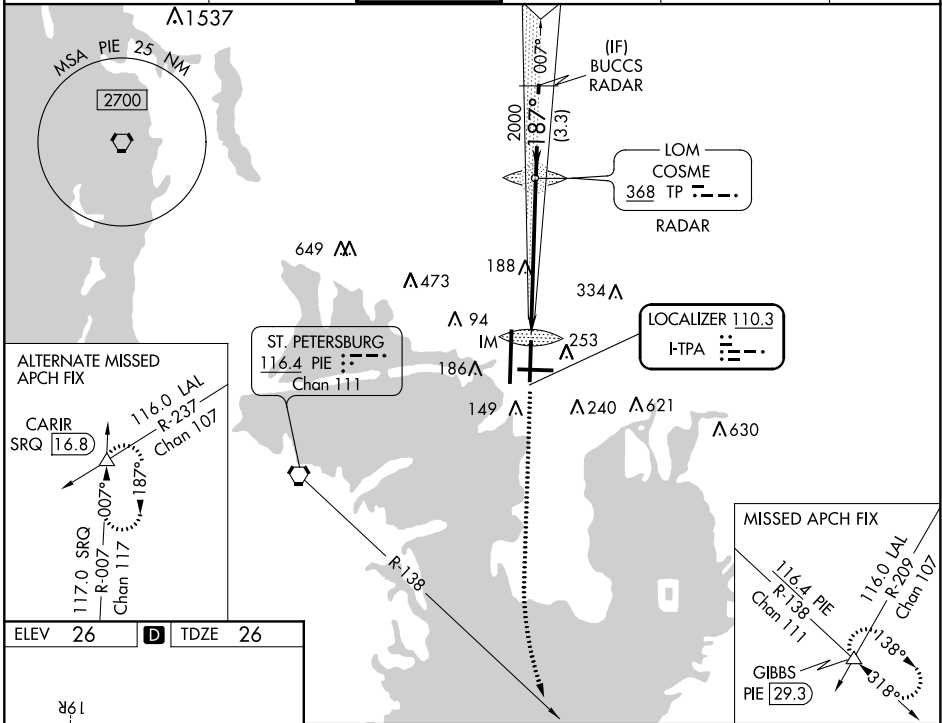 1537
MSA PIE 25 NM
2700
007°
(IF)
BUCCS
RADAR
2000
187°
(3.3)
LOM
COSME
368 TP
RADAR
649
473
188
334
94
IM
253
LOCALIZER 110.3
I-TPA
ST. PETERSBURG
116.4 PIE
Chan 111
186
149
240
621
630
R-138
ALTERNATE MISSED
APCH FIX
116.0 LAL
R-237
Chan 107
CARIR
SRQ 16.8
007°
187°
117.0 SRQ
R-007
Chan 117
MISSED APCH FIX
116.4 PIE
R-138
Chan 111
116.0 LAL
R-209
Chan 107
138°
318°
GIBBS
PIE 29.3
ELEV 26 D TDZE 26
19R